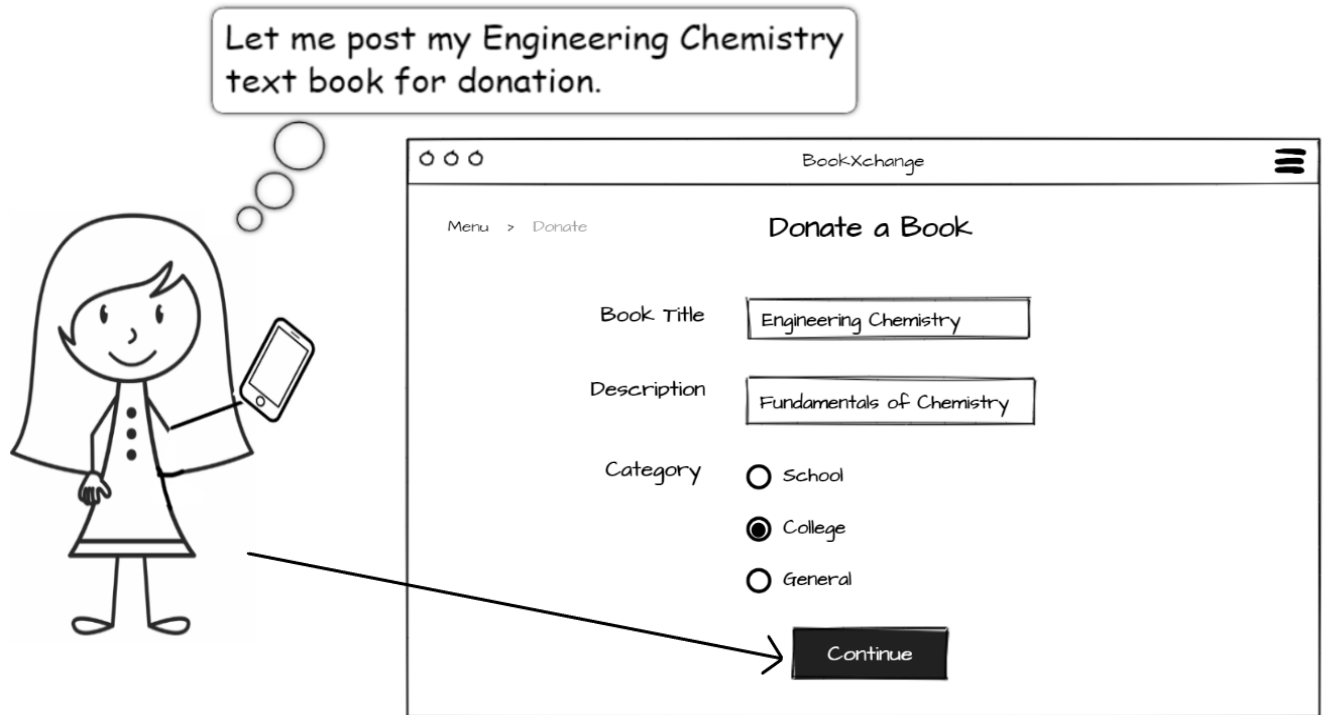 Let me post my Engineering Chemistry
text book for donation.
BookXchange
Menu > Donate
Donate a Book
Book Title
Engineering Chemistry
Description
Fundamentals of Chemistry
Category
School
College
General
Continue